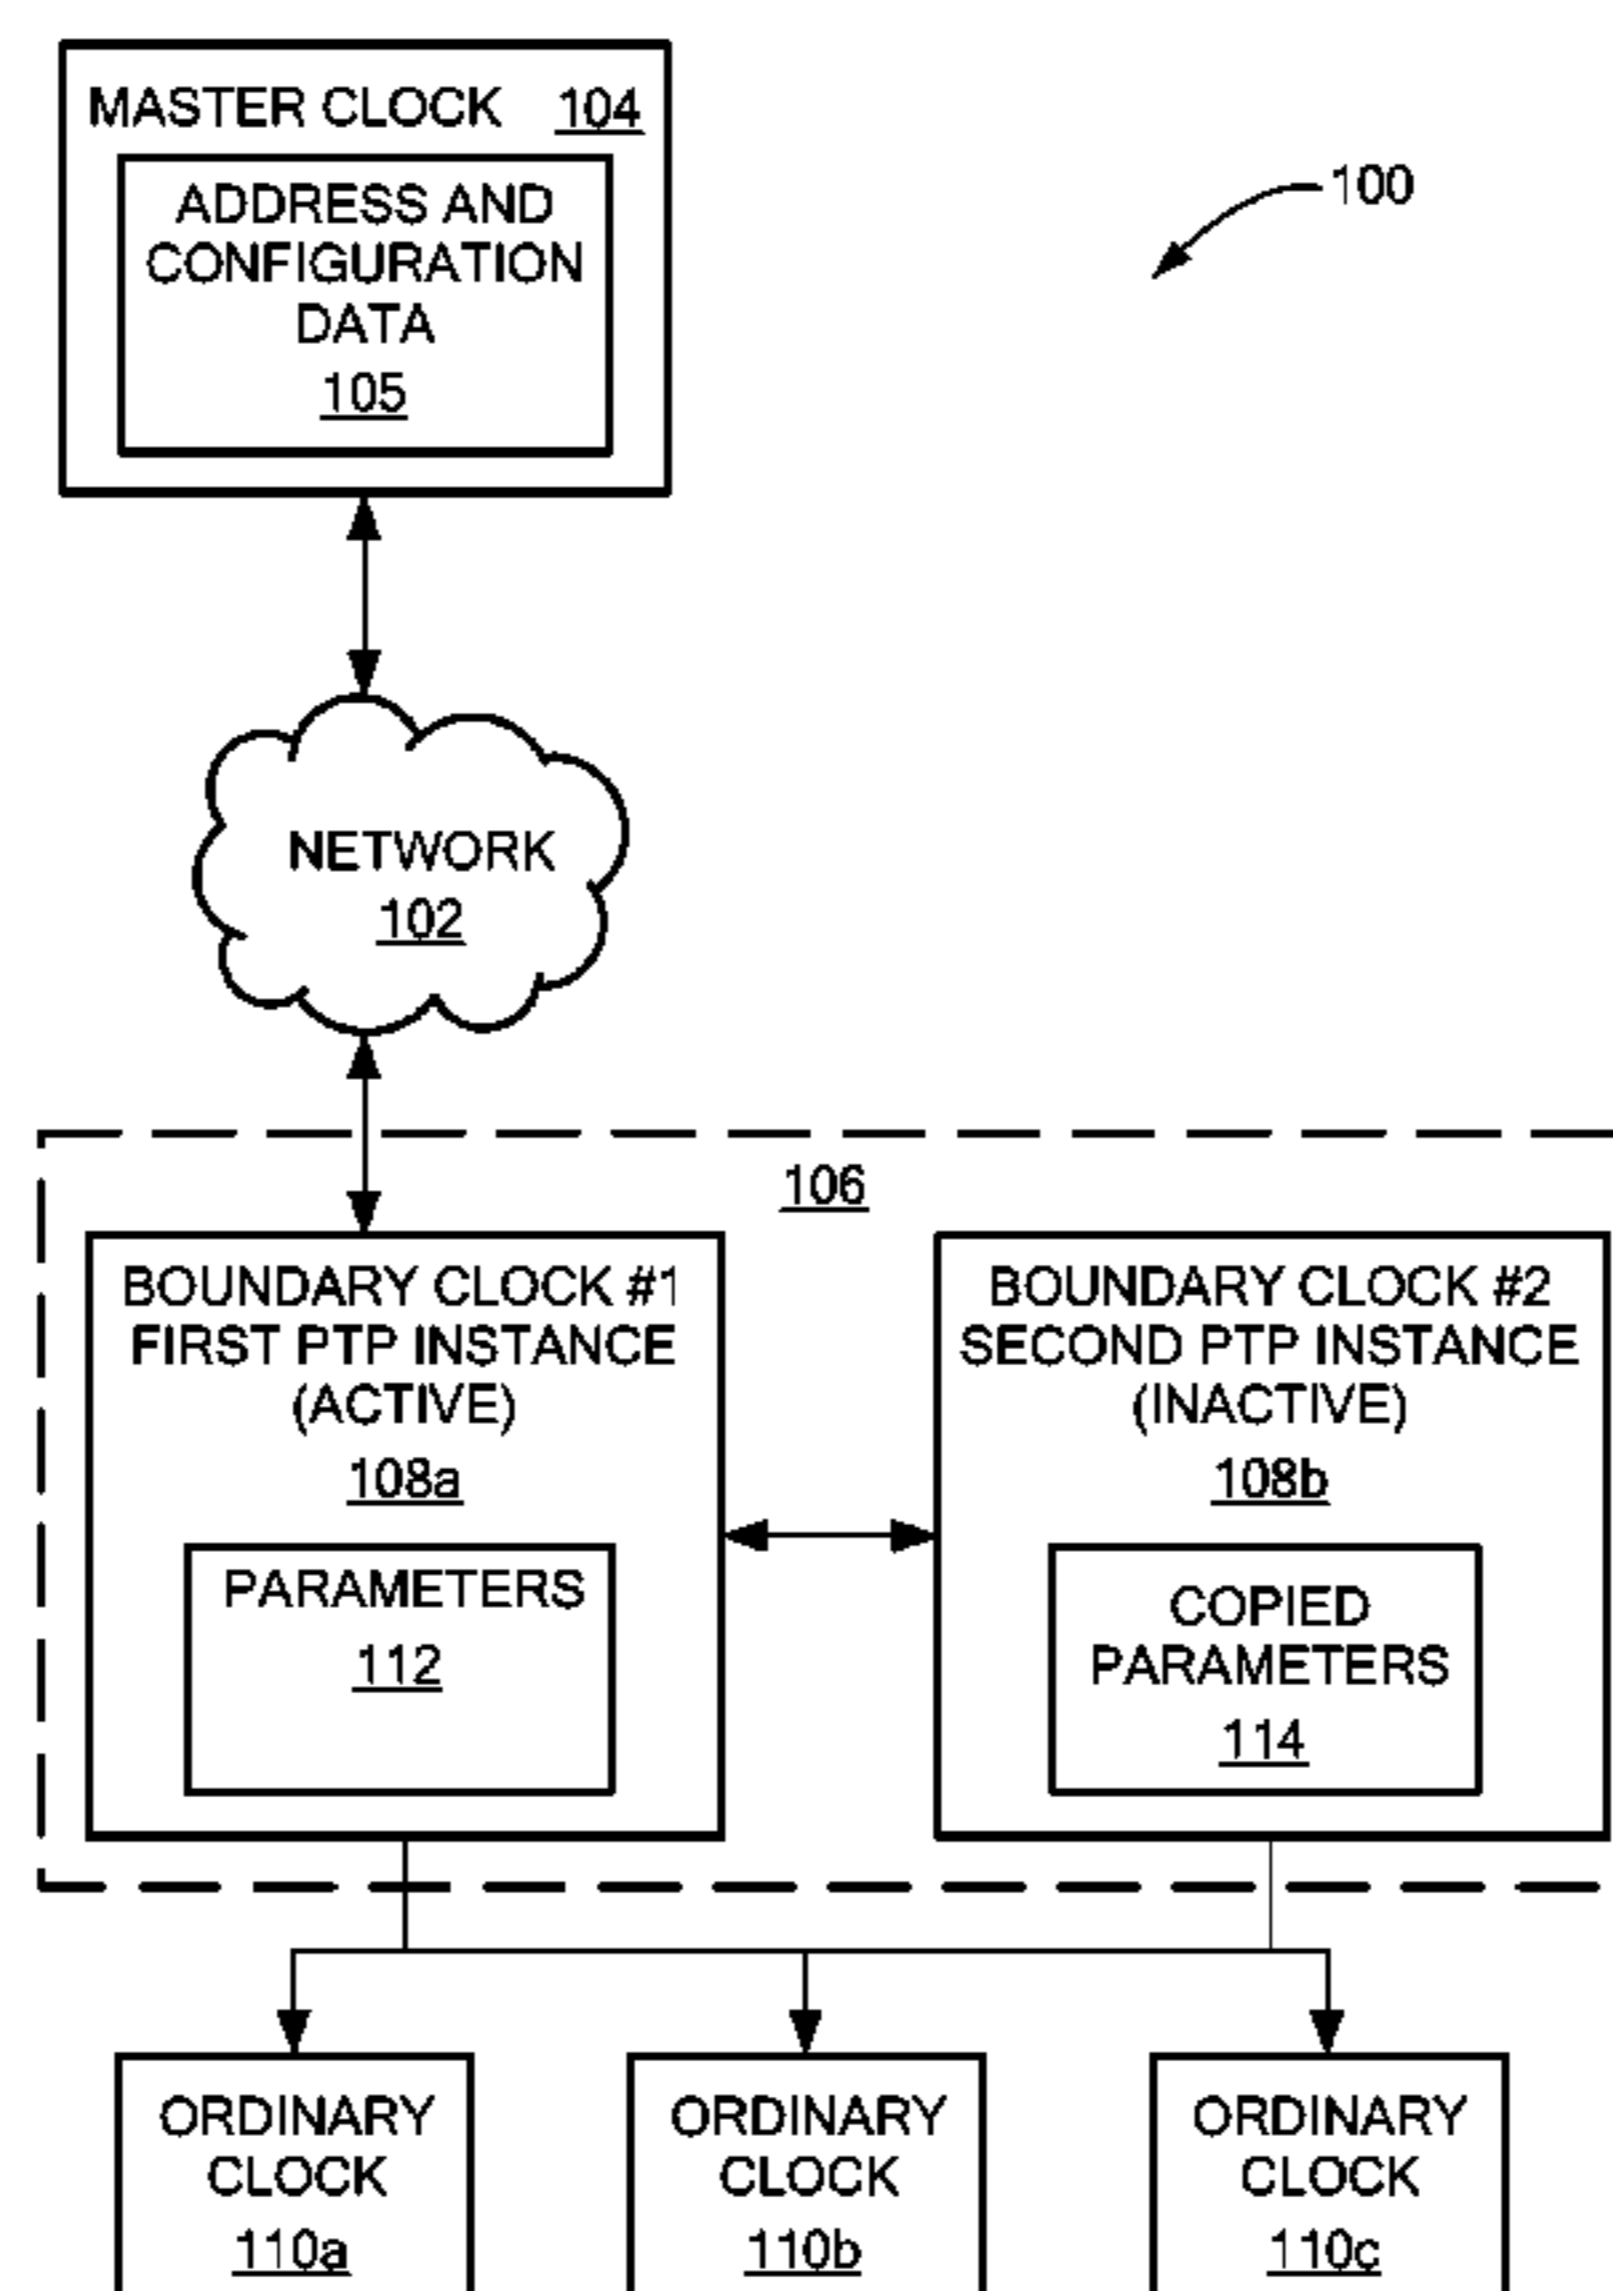 MASTER CLOCK 104
ADDRESS AND
CONFIGURATION
DATA
105
100
NETWORK
102
106
BOUNDARY CLOCK #1
FIRST PTP INSTANCE
(ACTIVE)
108a
PARAMETERS
112
BOUNDARY CLOCK #2
SECOND PTP INSTANCE
(INACTIVE)
108b
COPIED
PARAMETERS
114
ORDINARY
CLOCK
110a
ORDINARY
CLOCK
110b
ORDINARY
CLOCK
110c